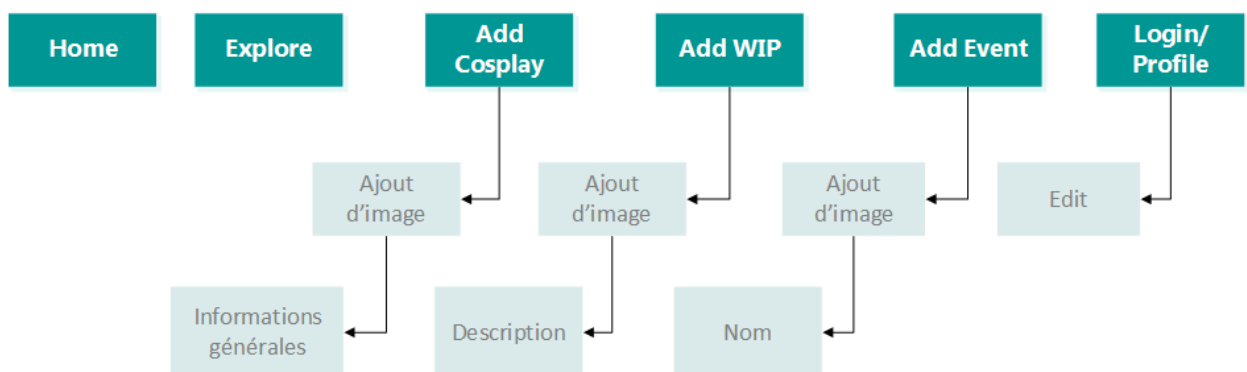 Home
Explore
Add
Cosplay
Add WIP
Add Event
Login/
Profile
Ajout
d’image
Ajout
d’image
Ajout
d’image
Edit
Informations
générales
Description
Nom